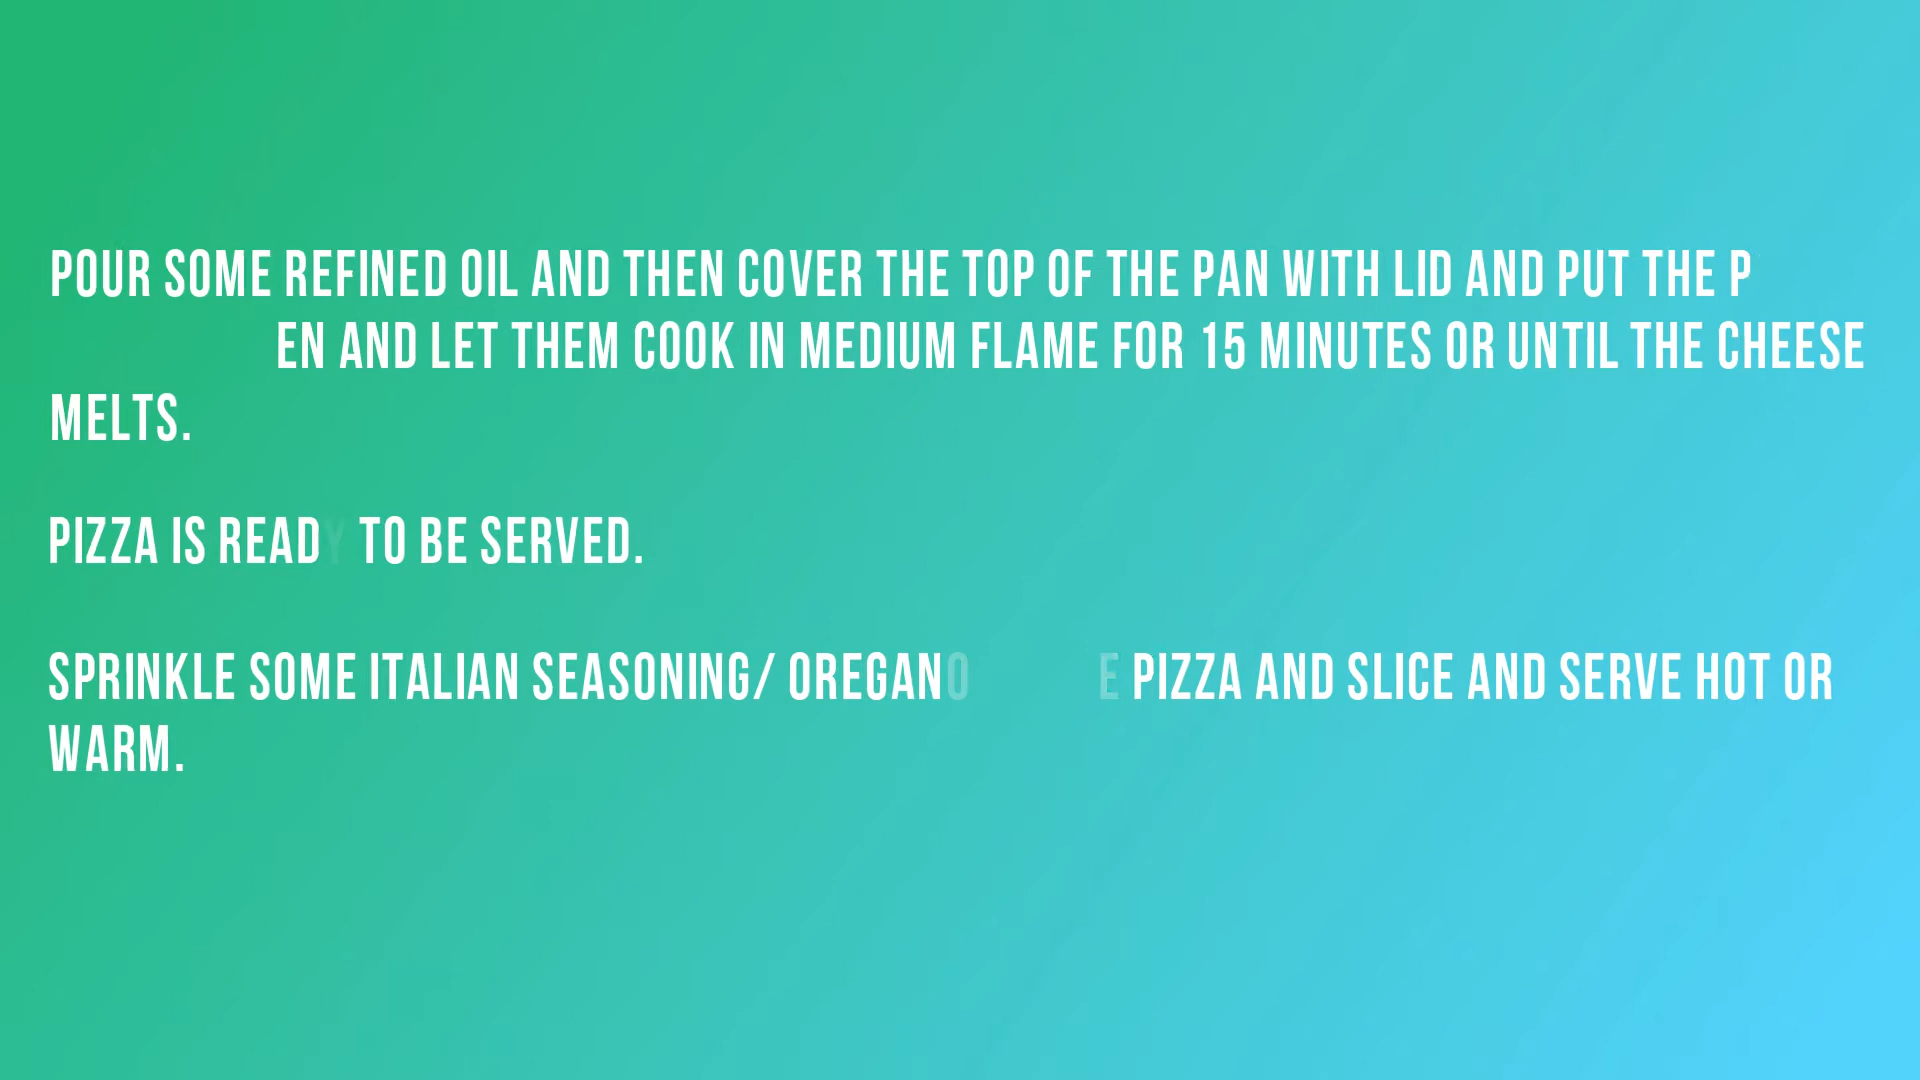 POUR SOME REFINED OIL AND THEN COVER THE TOP OF THE PAN WITH LID AND PUT THE P
EN AND LET THEM COOK IN MEDIUM FLAME FOR 15 MINUTES OR UNTIL THE CHEESE
MELTS.
PIZZA IS READY TO BE SERVED.
SPRINKLE SOME ITALIAN SEASONING/ OREGANO E PIZZA AND SLICE AND SERVE HOT OR
WARM.